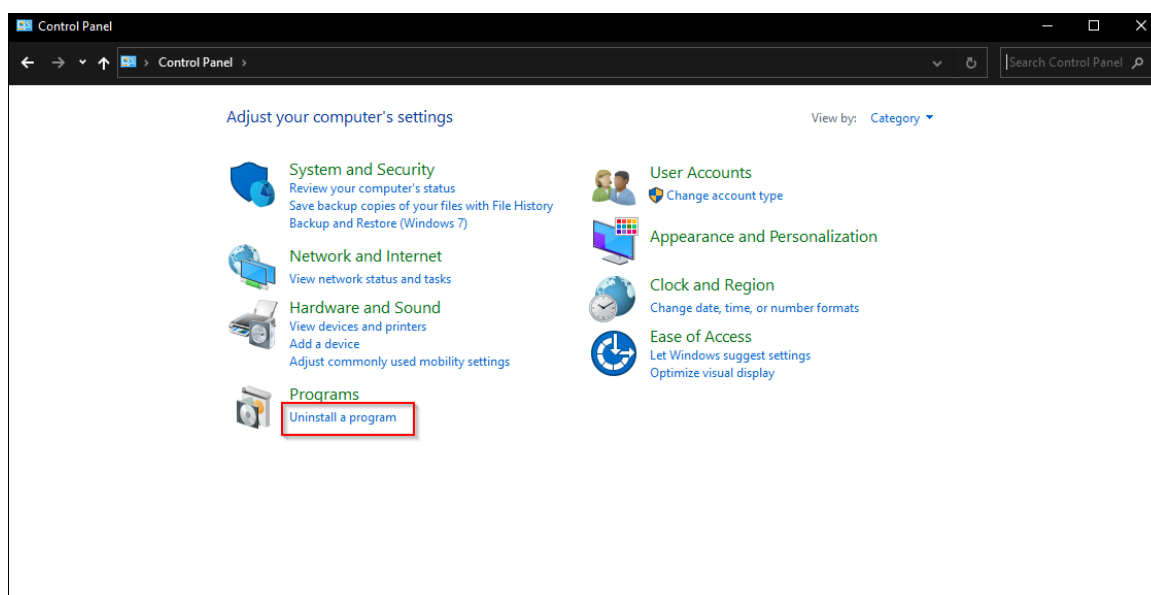 Control Panel
Control Panel
Search Control Panel
Adjust your computer's settings
View by: Category
System and Security
Review your computer's status
Save backup copies of your files with File History
Backup and Restore (Windows 7)
Network and Internet
View network status and tasks
Hardware and Sound
View devices and printers
Add a device
Adjust commonly used mobility settings
Programs
Uninstall a program
User Accounts
Change account type
Appearance and Personalization
Clock and Region
Change date, time, or number formats
Ease of Access
Let Windows suggest settings
Optimize visual display